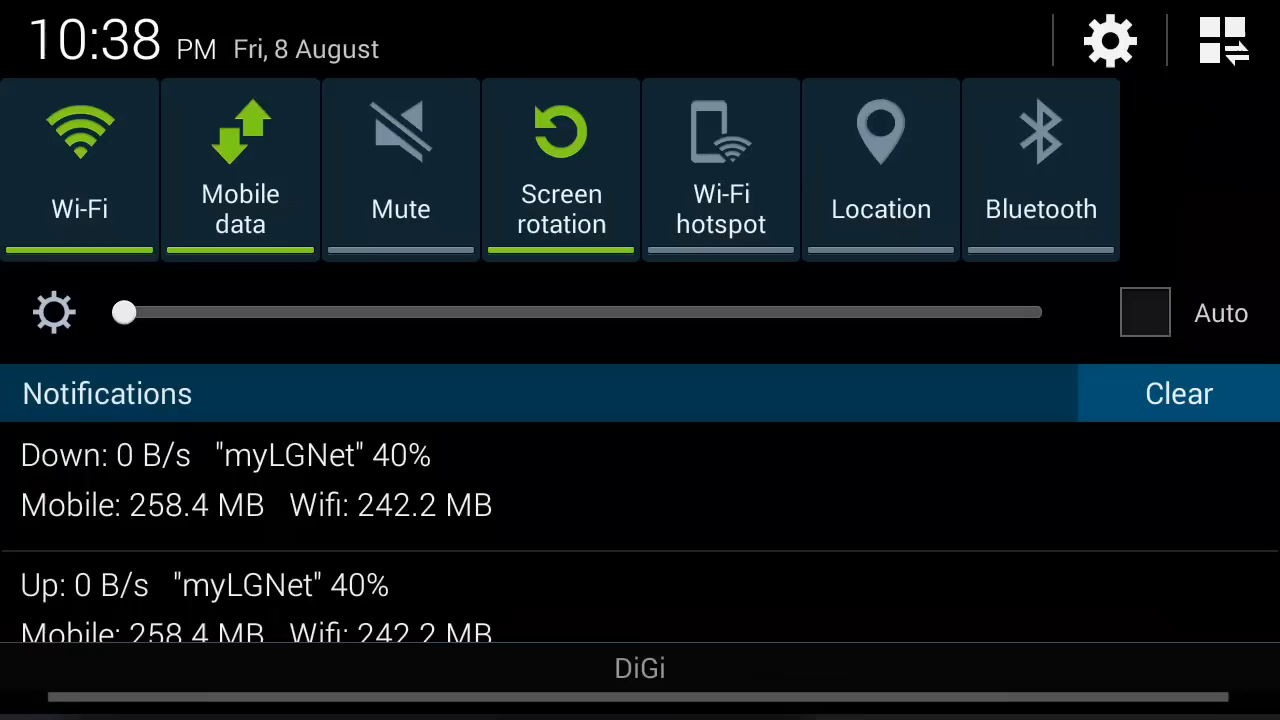 10:38 PM Fri, 8 August
Wi-Fi
Mobile
data
Mute
Screen
rotation
Wi-Fi
hotspot
Location
Bluetooth
Auto
Notifications Clear
Down: 0 B/s "myLGNet" 40%
Mobile: 258.4 MB Wifi: 242.2 MB
Up: 0 B/s "myLGNet" 40%
Mobile: 258.4 MB Wifi: 242.2 MB
DiGi